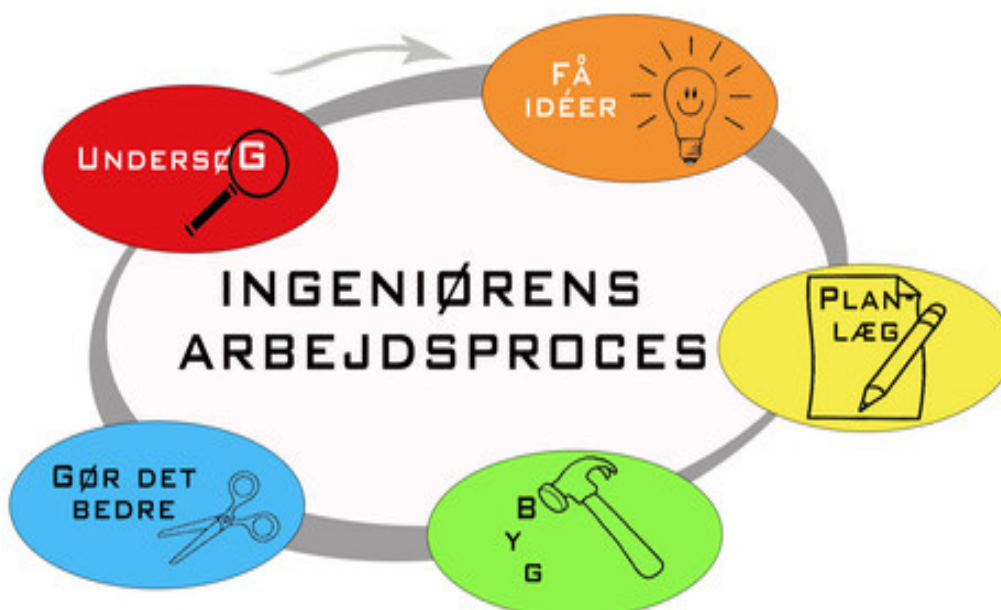 INGENIØRENS
ARBEJDSPROCES
UNDERSØG
FÅ
IDÉER
PLAN-
LÆG
B
Y
G
GØR DET
BEDRE